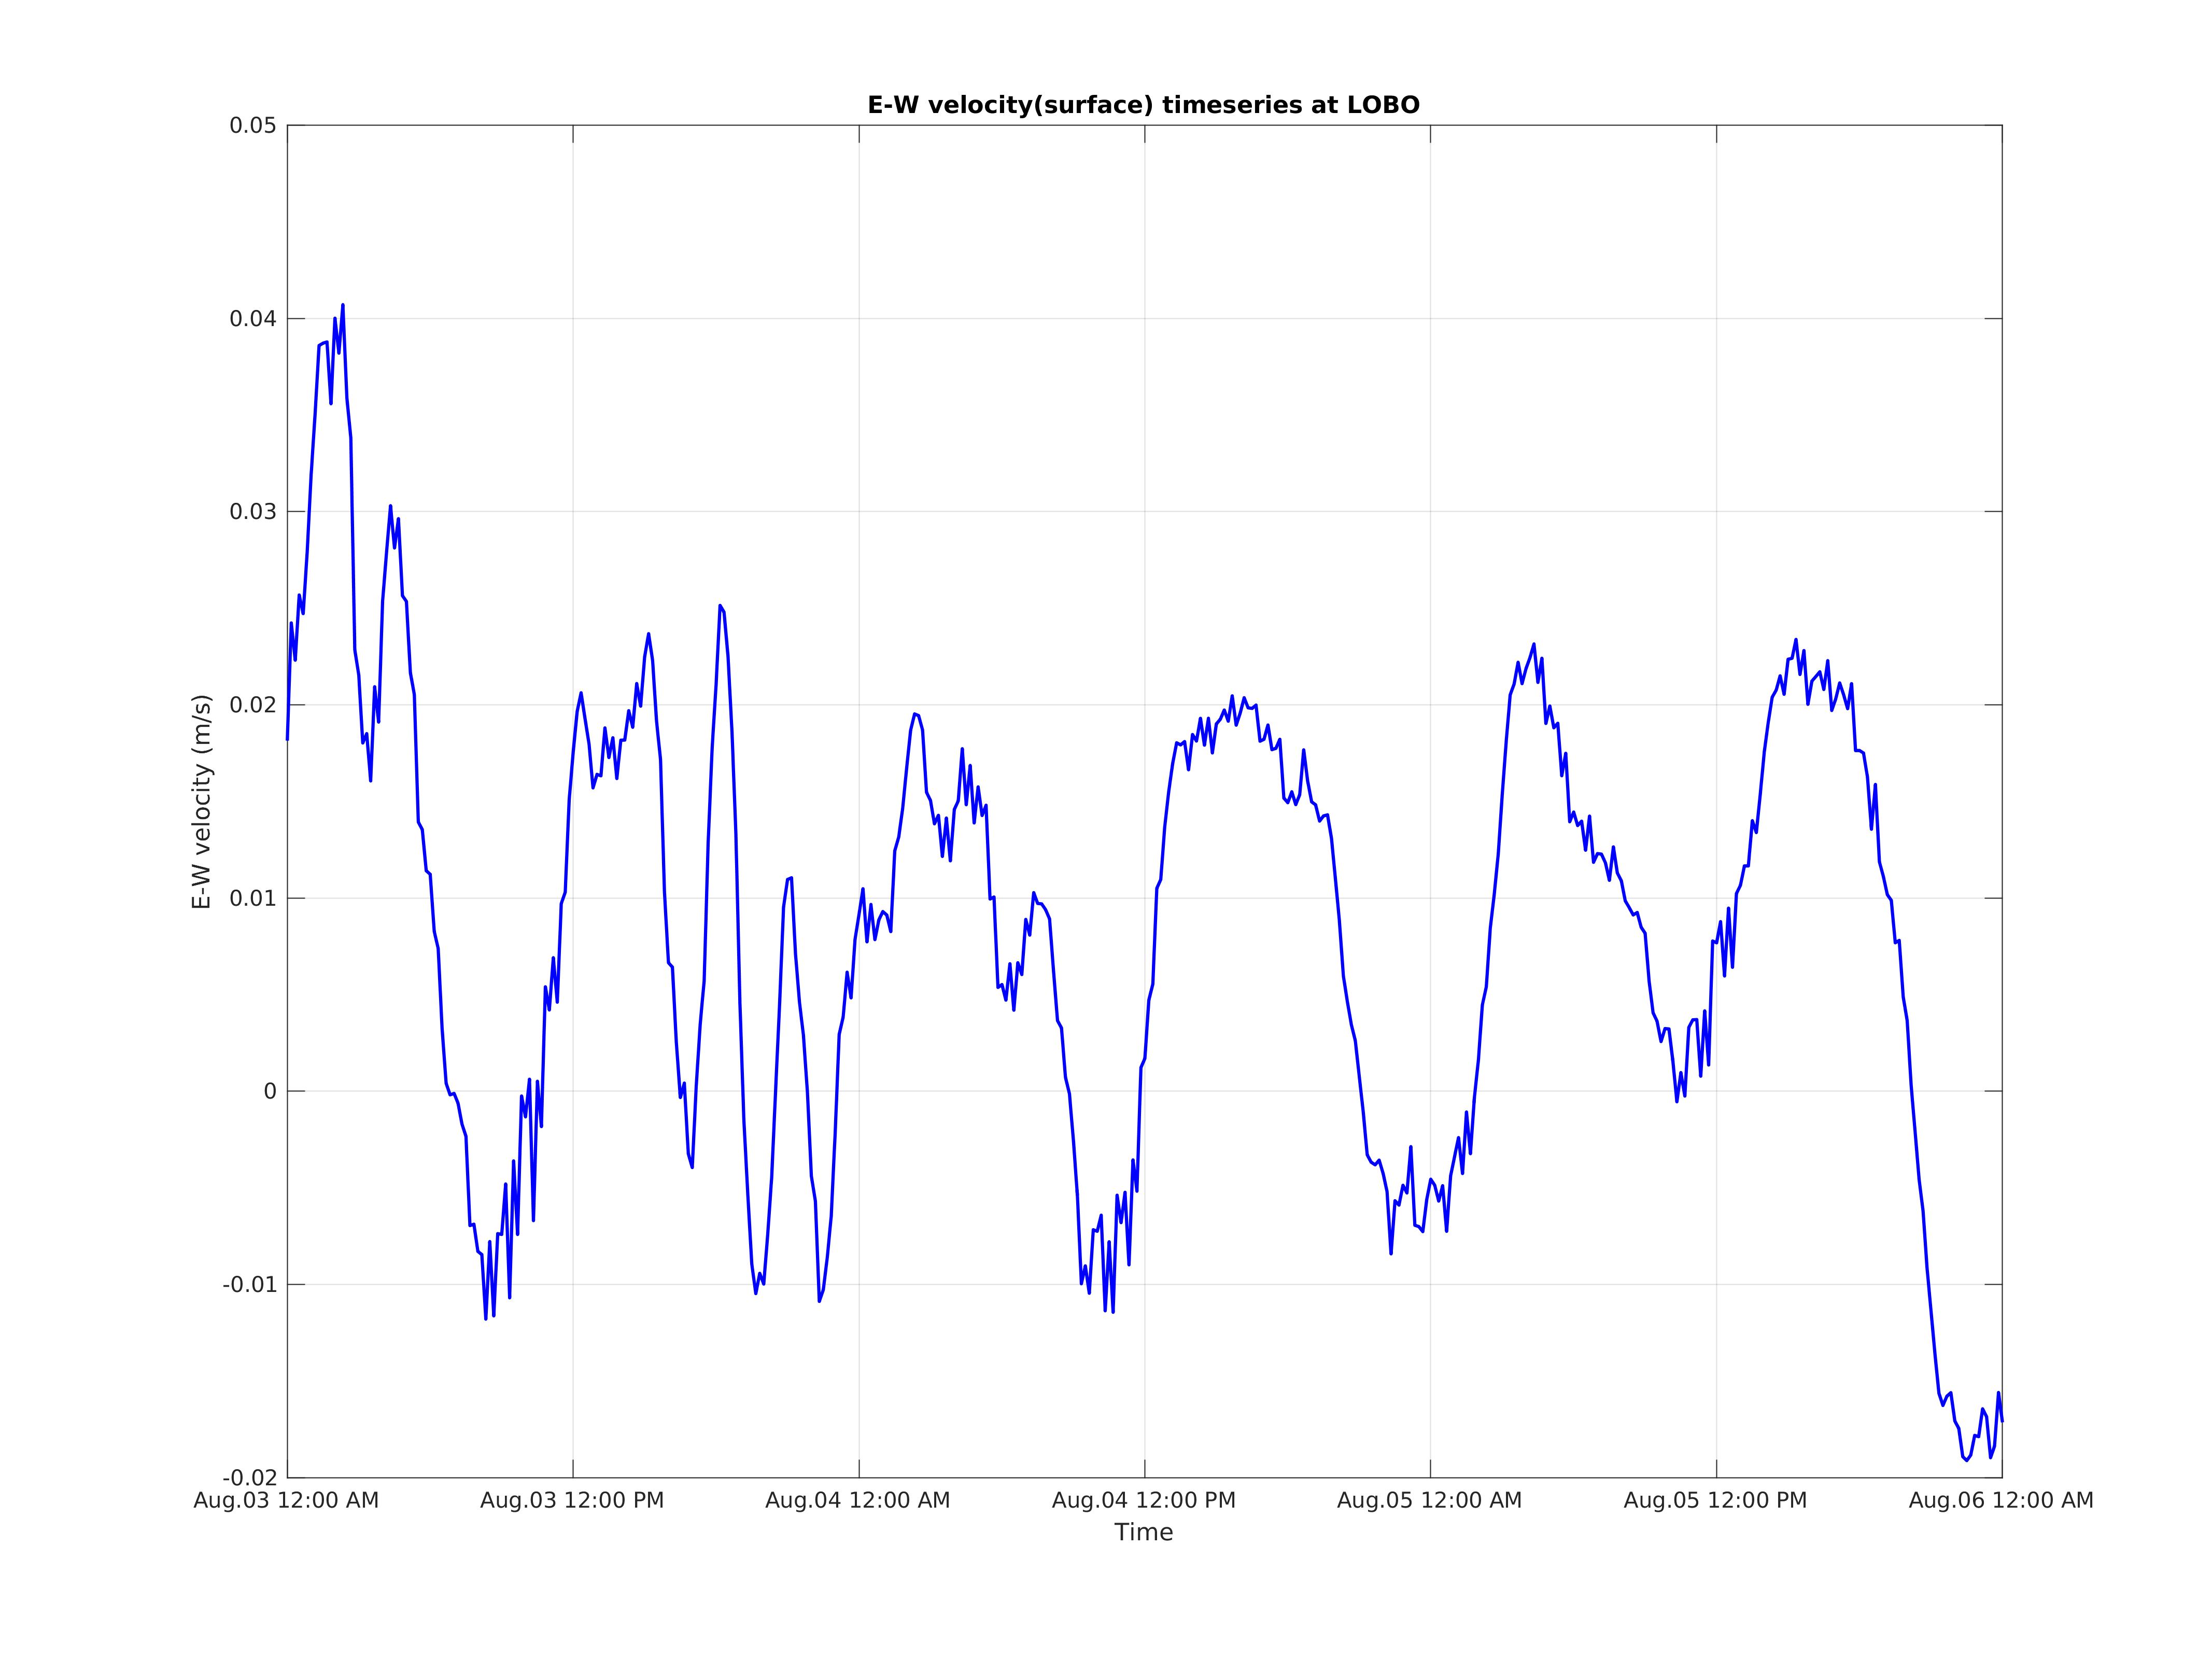 E-W velocity(surface) timeseries at LOBO
0.05
0.04
0.03
0.02
0.01
0
-0.01
-0.02
E-W velocity (m/s)
Aug.03 12:00 AM Aug.03 12:00 PM Aug.04 12:00 AM Aug.04 12:00 PM Aug.05 12:00 AM Aug.05 12:00 PM Aug.06 12:00 AM
Time